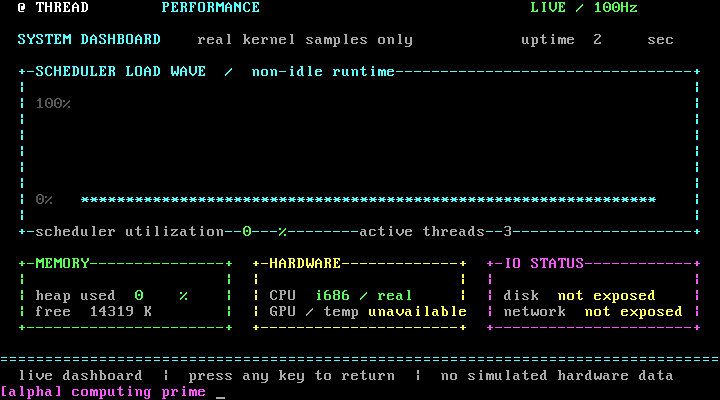 @ THREAD PERFORMANCE LIVE / 100Hz
SYSTEM DASHBOARD real kernel samples only uptime 2 sec
+-SCHEDULER LOAD WAVE / non-idle runtime---------------------------------+
100%
0% ****************************************************************
+-scheduler utilization--0---%--------active threads--3--------------------+
+-MEMORY---------------+ +-HARDWARE-------------+ +-IO STATUS------------+
heap used 0 % CPU i686 / real disk not exposed
free 14319 K GPU / temp unavailable network not exposed
+----------------------+ +----------------------+ +----------------------+
================================================================================
live dashboard | press any key to return | no simulated hardware data
[alpha] computing prime _